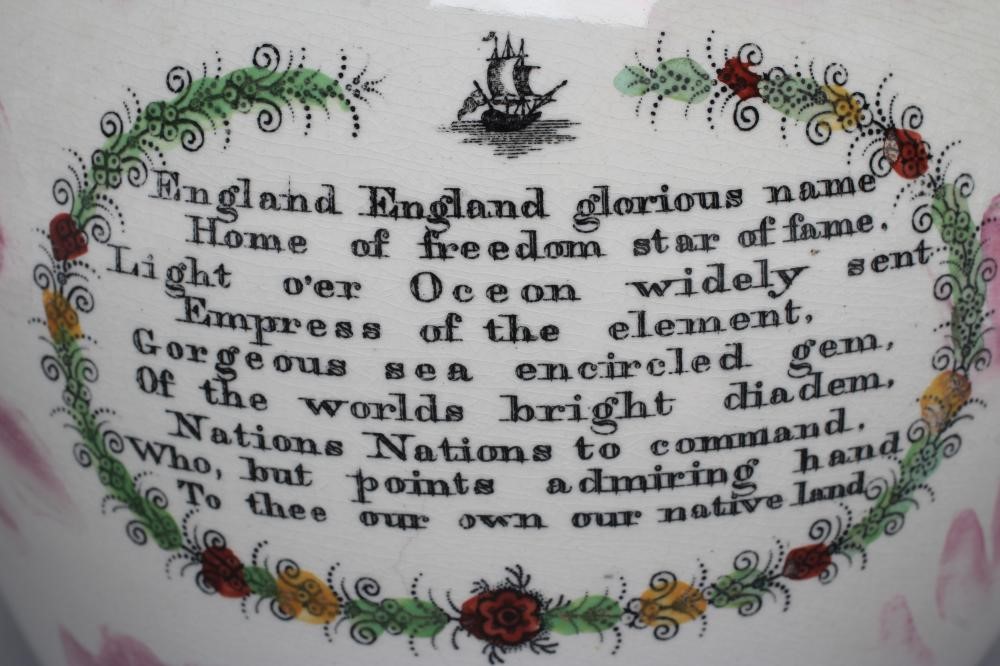 England England glorious name
Home of freedom star of fame.
Light o'er Oceon widely sent
Empress of the element,
Gorgeous sea encircled gem,
Of the worlds bright diadem,
Nations Nations to command,
Who, but points admiring hand
To thee our own our native land